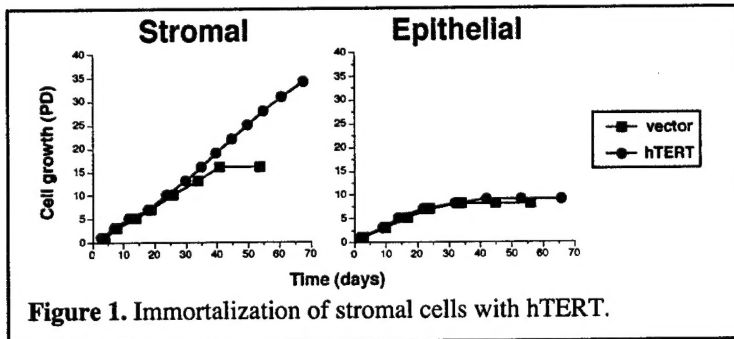 Stromal Epithelial
40 40
35 35
30 30
25 25
20 20
15 15
10 10
5 5
0 0
Cell growth (PD)
vector
hTERT
0 10 20 30 40 50 60 70 0 10 20 30 40 50 60 70
Time (days)
Figure 1. Immortalization of stromal cells with hTERT.